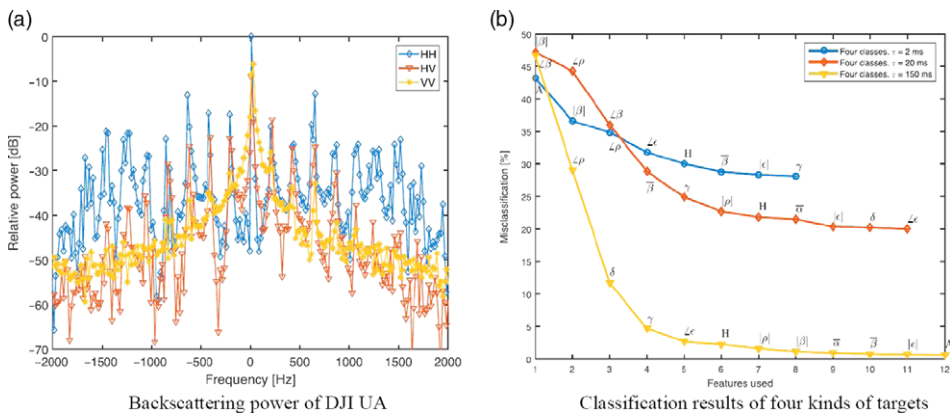 (a)
0
−10
−20
−30
−40
−50
−60
−70
Relative power [dB]
HH
HV
VV
−2000 −1500 −1000 −500 0 500 1000 1500 2000
Frequency [Hz]
Backscattering power of DJI UA
(b)
50
45
40
35
30
25
20
15
10
5
0
Misclassification [%]
Four classes. τ = 2 ms
Four classes. τ = 20 ms
Four classes. τ = 150 ms
|β| ∠ρ ∠β β̄ γ |ρ| H ᾱ |ϵ| δ ∠ϵ
A |β| ∠ρ ∠ϵ H β̄ |ϵ| γ
∠β ∠ρ δ γ ∠ϵ H |ρ| |β| ᾱ β̄ |ϵ| A
1 2 3 4 5 6 7 8 9 10 11 12
Features used
Classification results of four kinds of targets